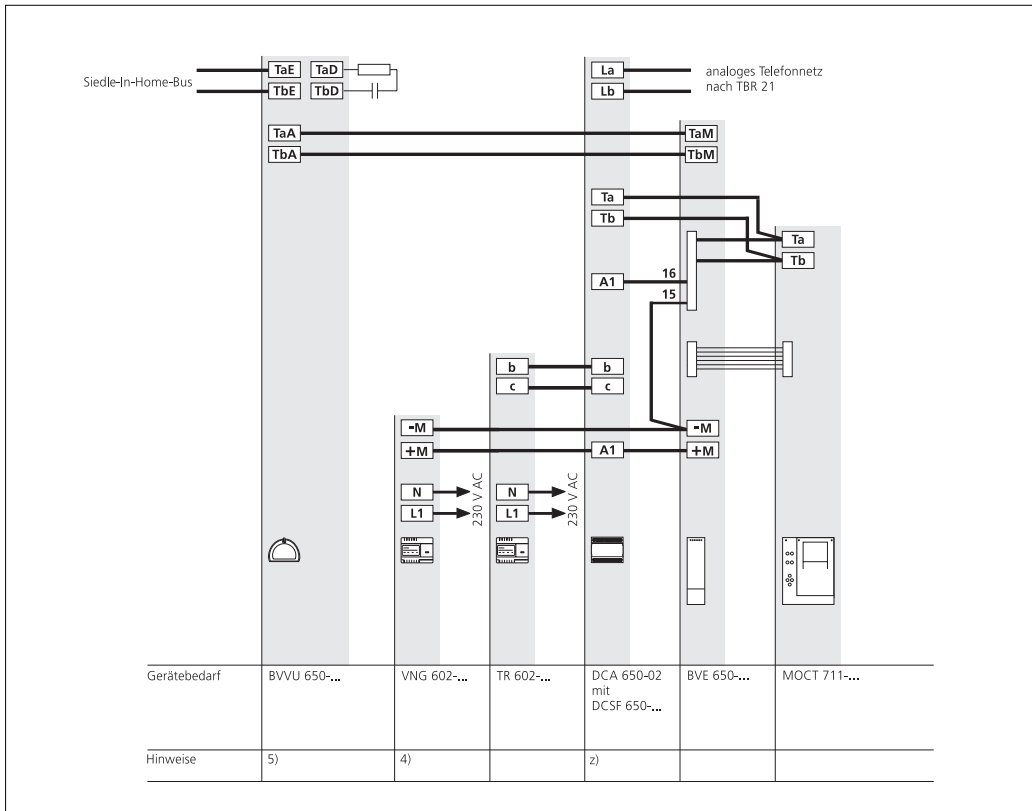 Siedle-In-Home-Bus
TaE TaD
TbE TbD
La
Lb
analoges Telefonnetz
nach TBR 21
TaA TaM
TbA TbM
Ta
Tb
Ta
Tb
A1 16
15
b b
c c
-M -M
+M A1 +M
N N
L1 L1
230 V AC
230 V AC
Gerätebedarf BVVU 650-... VNG 602-... TR 602-... DCA 650-02 BVE 650-... MOCT 711-...
mit
DCSF 650-...
Hinweise 5) 4) z)